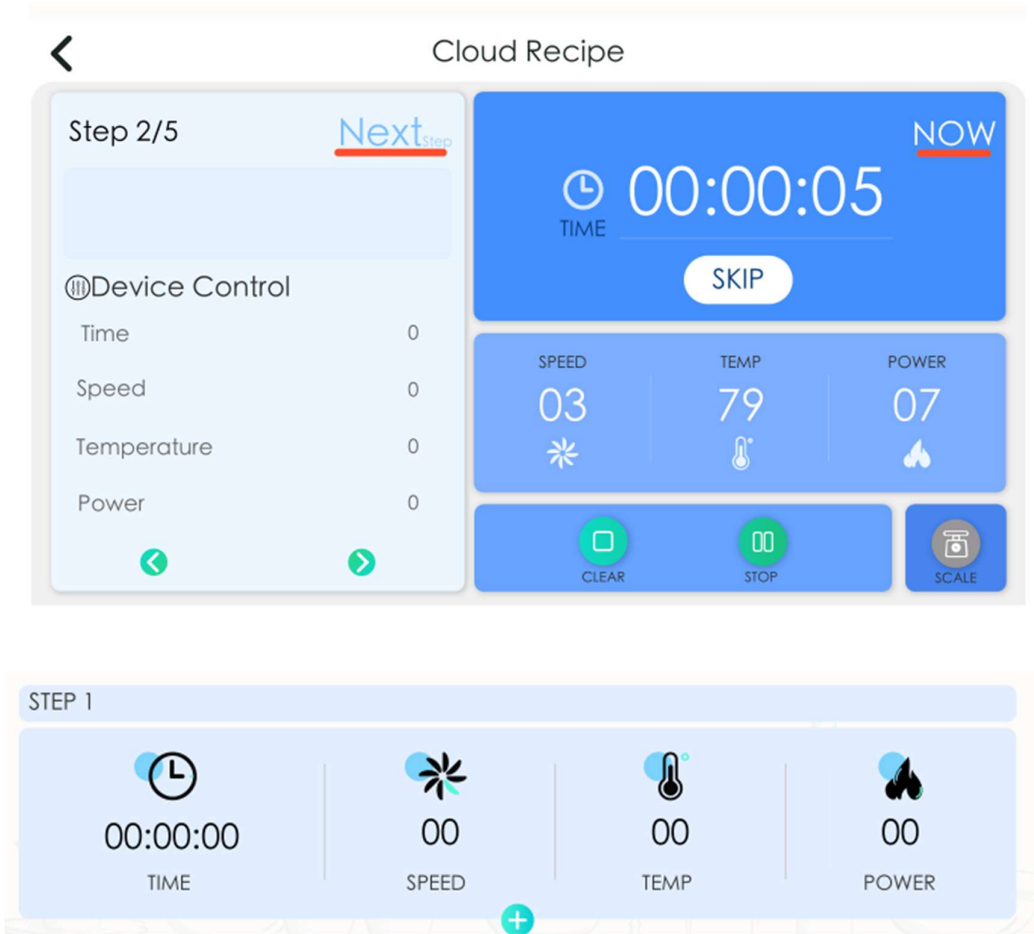 Cloud Recipe
Step 2/5 NextStep
Device Control
Time 0
Speed 0
Temperature 0
Power 0
NOW
00:00:05
TIME
SKIP
SPEED TEMP POWER
03 79 07
CLEAR STOP SCALE
STEP 1
00:00:00 00 00 00
TIME SPEED TEMP POWER